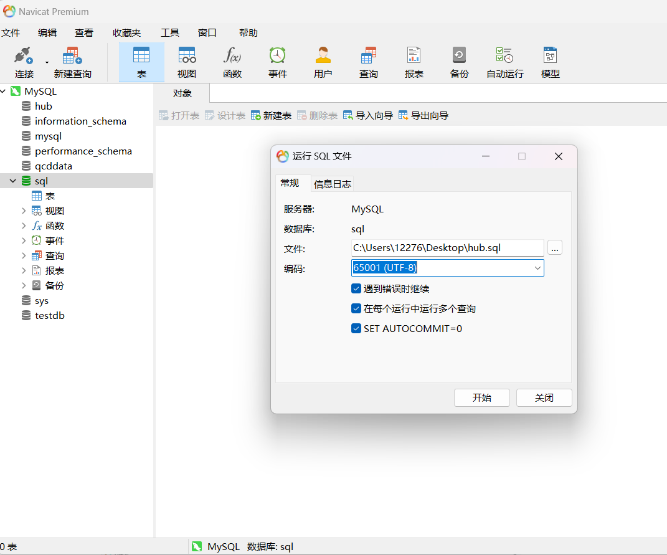 Navicat Premium
文件 编辑 查看 收藏夹 工具 窗口 帮助
连接 新建查询 表 视图 函数 事件 用户 查询 报表 备份 自动运行 模型
MySQL
hub
information_schema
mysql
performance_schema
qcddata
sql
表
视图
函数
事件
查询
报表
备份
sys
testdb
对象
打开表 设计表 新建表 删除表 导入向导 导出向导
运行 SQL 文件
常规 信息日志
服务器: MySQL
数据库: sql
文件: C:\Users\12276\Desktop\hub.sql ...
编码: 65001 (UTF-8)
遇到错误时继续
在每个运行中运行多个查询
SET AUTOCOMMIT=0
开始 关闭
0 表 MySQL 数据库: sql